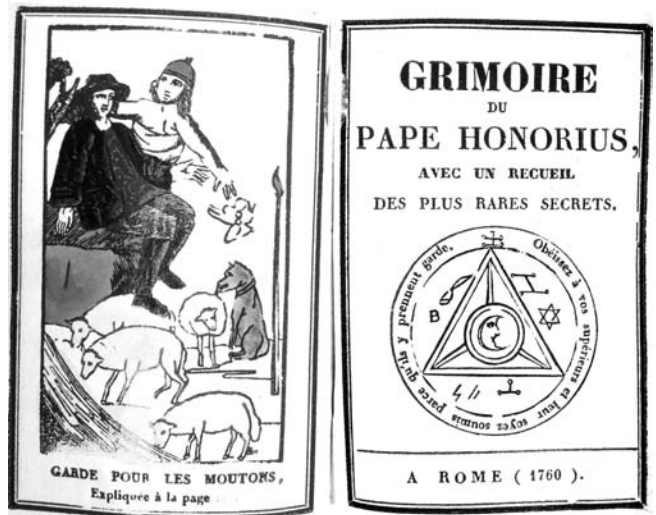 GARDE POUR LES MOUTONS,
Expliquée à la page
GRIMOIRE
DU
PAPE HONORIUS,
AVEC UN RECUEIL
DES PLUS RARES SECRETS.
Obéissez à vos supérieurs et leur soyez soumis parce qu'ils y prennent garde.
B
A ROME ( 1760 ).